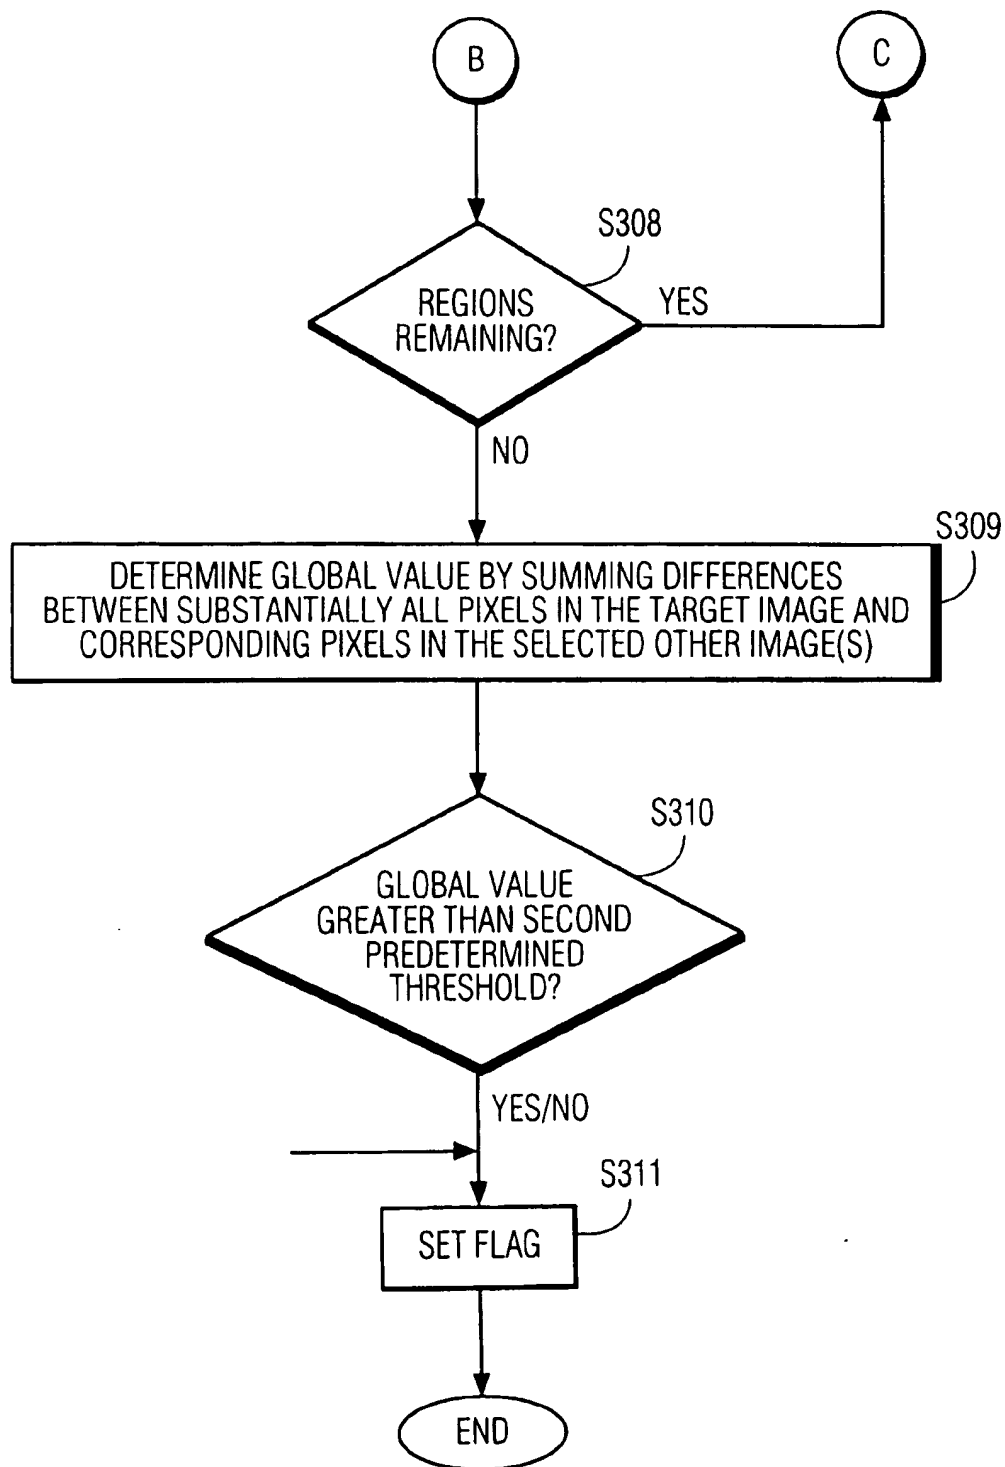 B
C
S308
REGIONS
REMAINING?
YES
NO
S309
DETERMINE GLOBAL VALUE BY SUMMING DIFFERENCES
BETWEEN SUBSTANTIALLY ALL PIXELS IN THE TARGET IMAGE AND
CORRESPONDING PIXELS IN THE SELECTED OTHER IMAGE(S)
S310
GLOBAL VALUE
GREATER THAN SECOND
PREDETERMINED
THRESHOLD?
YES/NO
S311
SET FLAG
END